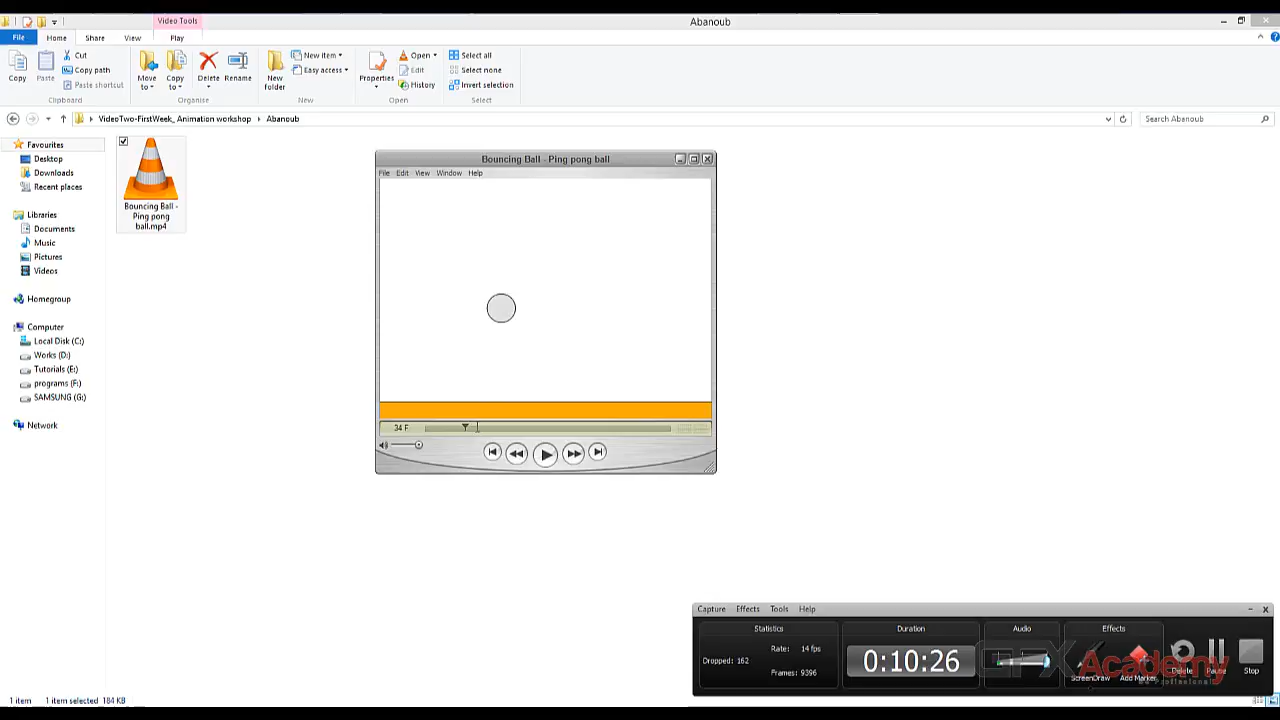 Video Tools
Abanoub
File Home Share View Play
Copy
Paste
Cut
Copy path
Paste shortcut
Clipboard
Move to
Copy to
Delete
Rename
Organise
New folder
New item
Easy access
New
Properties
Open
Edit
History
Open
Select all
Select none
Invert selection
Select
VideoTwo-FirstWeek_ Animation workshop Abanoub
Search Abanoub
Favourites
Desktop
Downloads
Recent places
Libraries
Documents
Music
Pictures
Videos
Homegroup
Computer
Local Disk (C:)
Works (D:)
Tutorials (E:)
programs (F:)
SAMSUNG (G:)
Network
Bouncing Ball -
Ping pong
ball.mp4
Bouncing Ball - Ping pong ball
File Edit View Window Help
34 F
Capture Effects Tools Help
Statistics
Dropped: 162
Rate: 14 fps
Frames: 9396
Duration
0:10:26
Audio
Effects
ScreenDraw
Add Marker
Delete
Pause
Stop
GFX Academy
1 item 1 item selected 184 KB